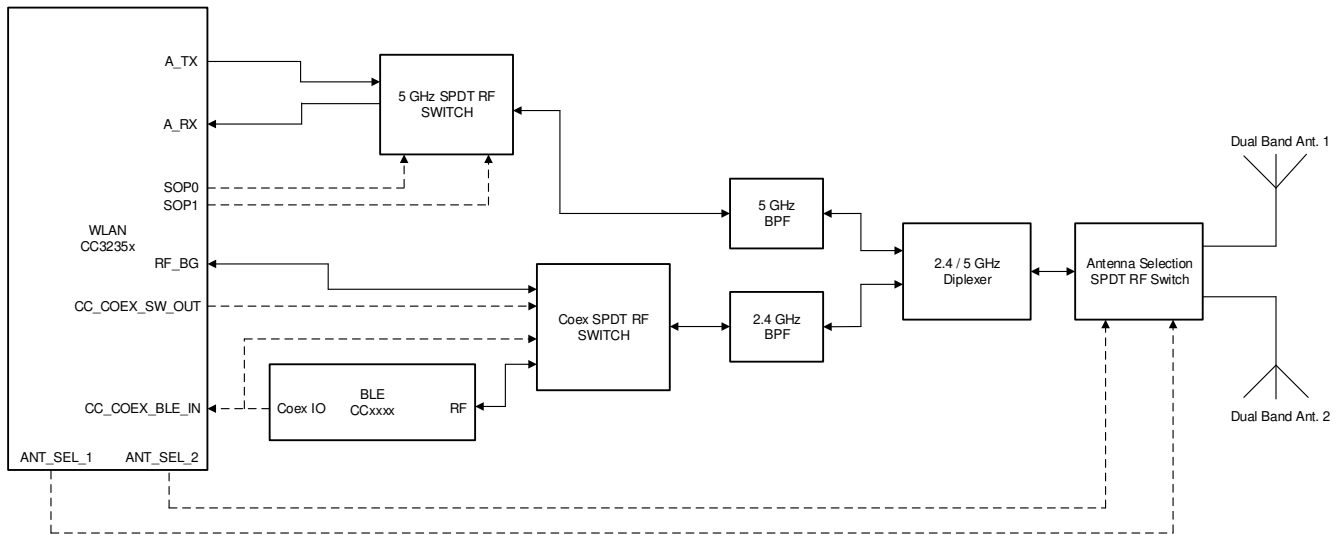 A_TX
A_RX
SOP0
SOP1
WLAN
CC3235x
RF_BG
CC_COEX_SW_OUT
CC_COEX_BLE_IN
ANT_SEL_1
ANT_SEL_2
5 GHz SPDT RF
SWITCH
Coex SPDT RF
SWITCH
Coex IO
BLE
CCxxxx
RF
5 GHz
BPF
2.4 GHz
BPF
2.4 / 5 GHz
Diplexer
Antenna Selection
SPDT RF Switch
Dual Band Ant. 1
Dual Band Ant. 2